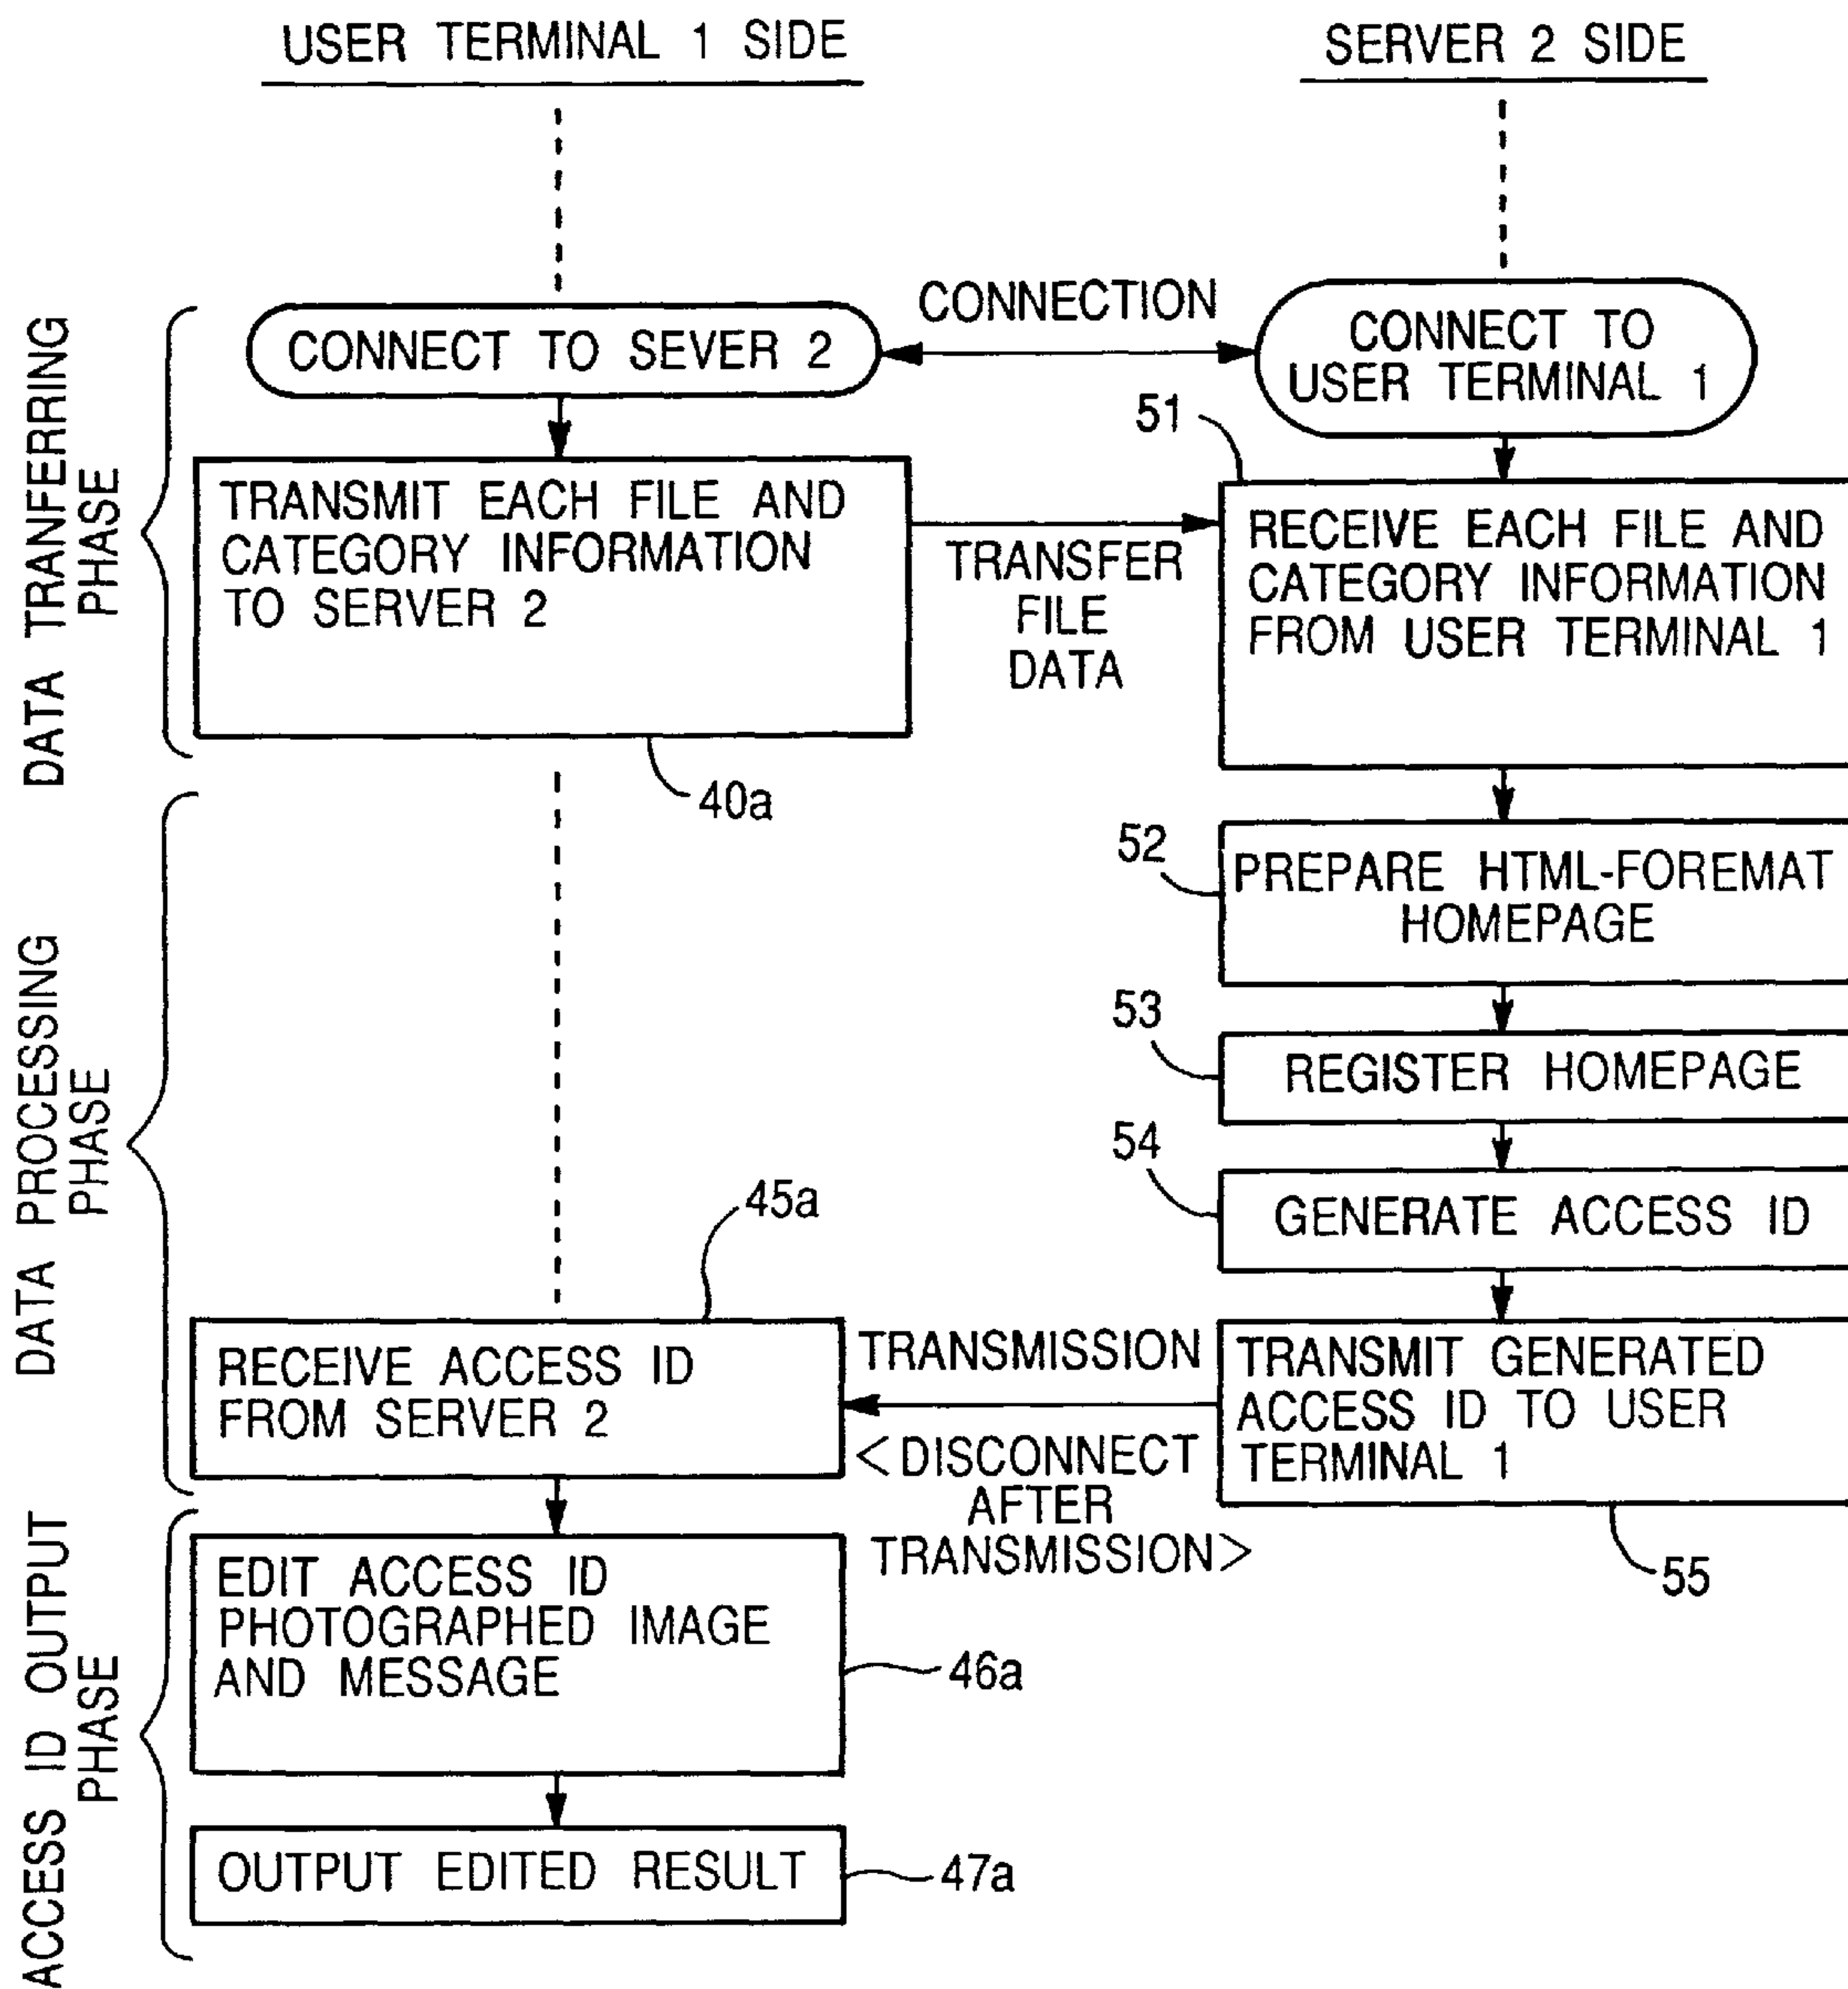 USER TERMINAL 1 SIDE
SERVER 2 SIDE
DATA TRANFERRING
PHASE
CONNECT TO SEVER 2
CONNECTION
CONNECT TO
USER TERMINAL 1
51
TRANSMIT EACH FILE AND
CATEGORY INFORMATION
TO SERVER 2
40a
TRANSFER
FILE
DATA
RECEIVE EACH FILE AND
CATEGORY INFORMATION
FROM USER TERMINAL 1
DATA PROCESSING
PHASE
52
PREPARE HTML-FOREMAT
HOMEPAGE
53
REGISTER HOMEPAGE
54
GENERATE ACCESS ID
45a
RECEIVE ACCESS ID
FROM SERVER 2
TRANSMISSION
<DISCONNECT
AFTER
TRANSMISSION>
TRANSMIT GENERATED
ACCESS ID TO USER
TERMINAL 1
55
ACCESS ID OUTPUT
PHASE
EDIT ACCESS ID
PHOTOGRAPHED IMAGE
AND MESSAGE
46a
OUTPUT EDITED RESULT
47a